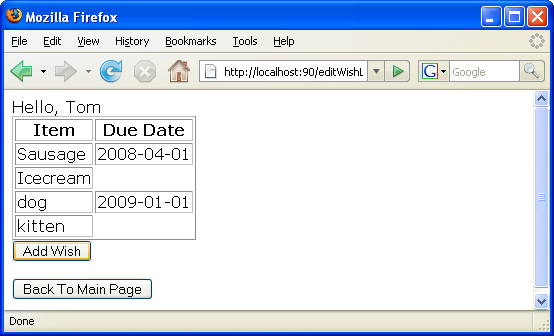 Mozilla Firefox
File Edit View History Bookmarks Tools Help
http://localhost:90/editWishL G Google
Hello, Tom
Item Due Date
Sausage 2008-04-01
Icecream
dog 2009-01-01
kitten
Add Wish
Back To Main Page
Done